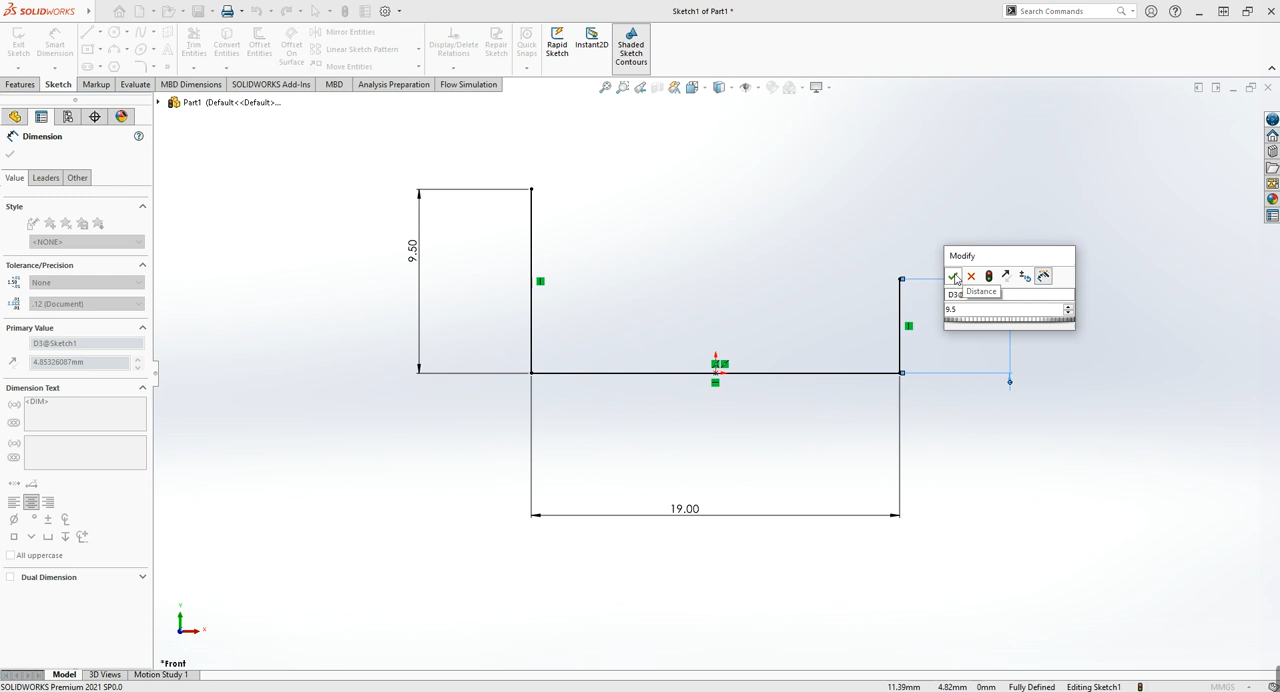 SOLIDWORKS
Sketch1 of Part1 *
Search Commands
Exit Sketch
Smart Dimension
Trim Entities
Convert Entities
Offset Entities
Offset On Surface
Mirror Entities
Linear Sketch Pattern
Move Entities
Display/Delete Relations
Repair Sketch
Quick Snaps
Rapid Sketch
Instant2D
Shaded Sketch Contours
Features
Sketch
Markup
Evaluate
MBD Dimensions
SOLIDWORKS Add-Ins
MBD
Analysis Preparation
Flow Simulation
Part1 (Default<<Default>...
Dimension
Value
Leaders
Other
Style
<NONE>
Tolerance/Precision
None
.12 (Document)
Primary Value
D3@Sketch1
4.85326087mm
Dimension Text
<DIM>
All uppercase
Dual Dimension
9.50
19.00
Modify
D3@
Distance
9.5
Y
X
*Front
Model
3D Views
Motion Study 1
SOLIDWORKS Premium 2021 SP0.0
11.39mm
4.82mm
0mm
Fully Defined
Editing Sketch1
MMGS